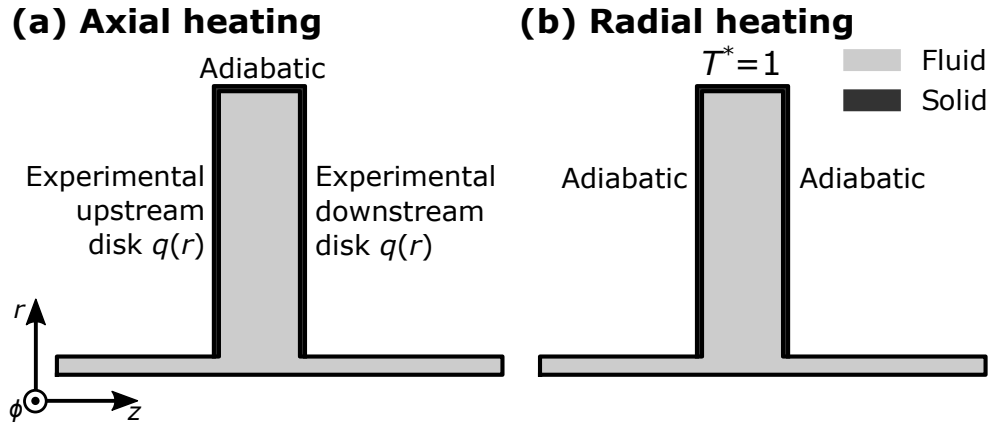 (a) Axial heating
Adiabatic
Experimental
upstream
disk q(r)
Experimental
downstream
disk q(r)
r
ϕ
z
(b) Radial heating
T*=1
Fluid
Solid
Adiabatic
Adiabatic